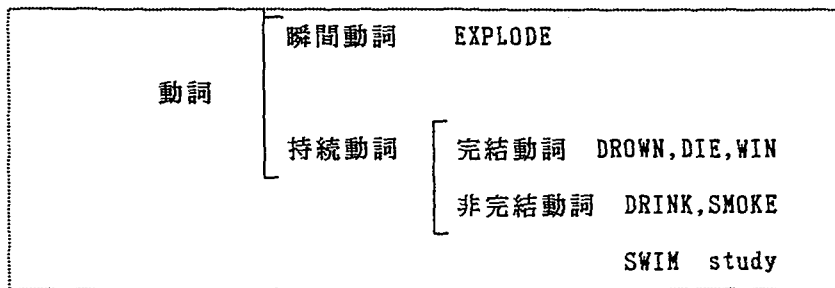 瞬間動詞 EXPLODE
動詞
持続動詞 完結動詞 DROWN,DIE,WIN
非完結動詞 DRINK,SMOKE
SWIM study